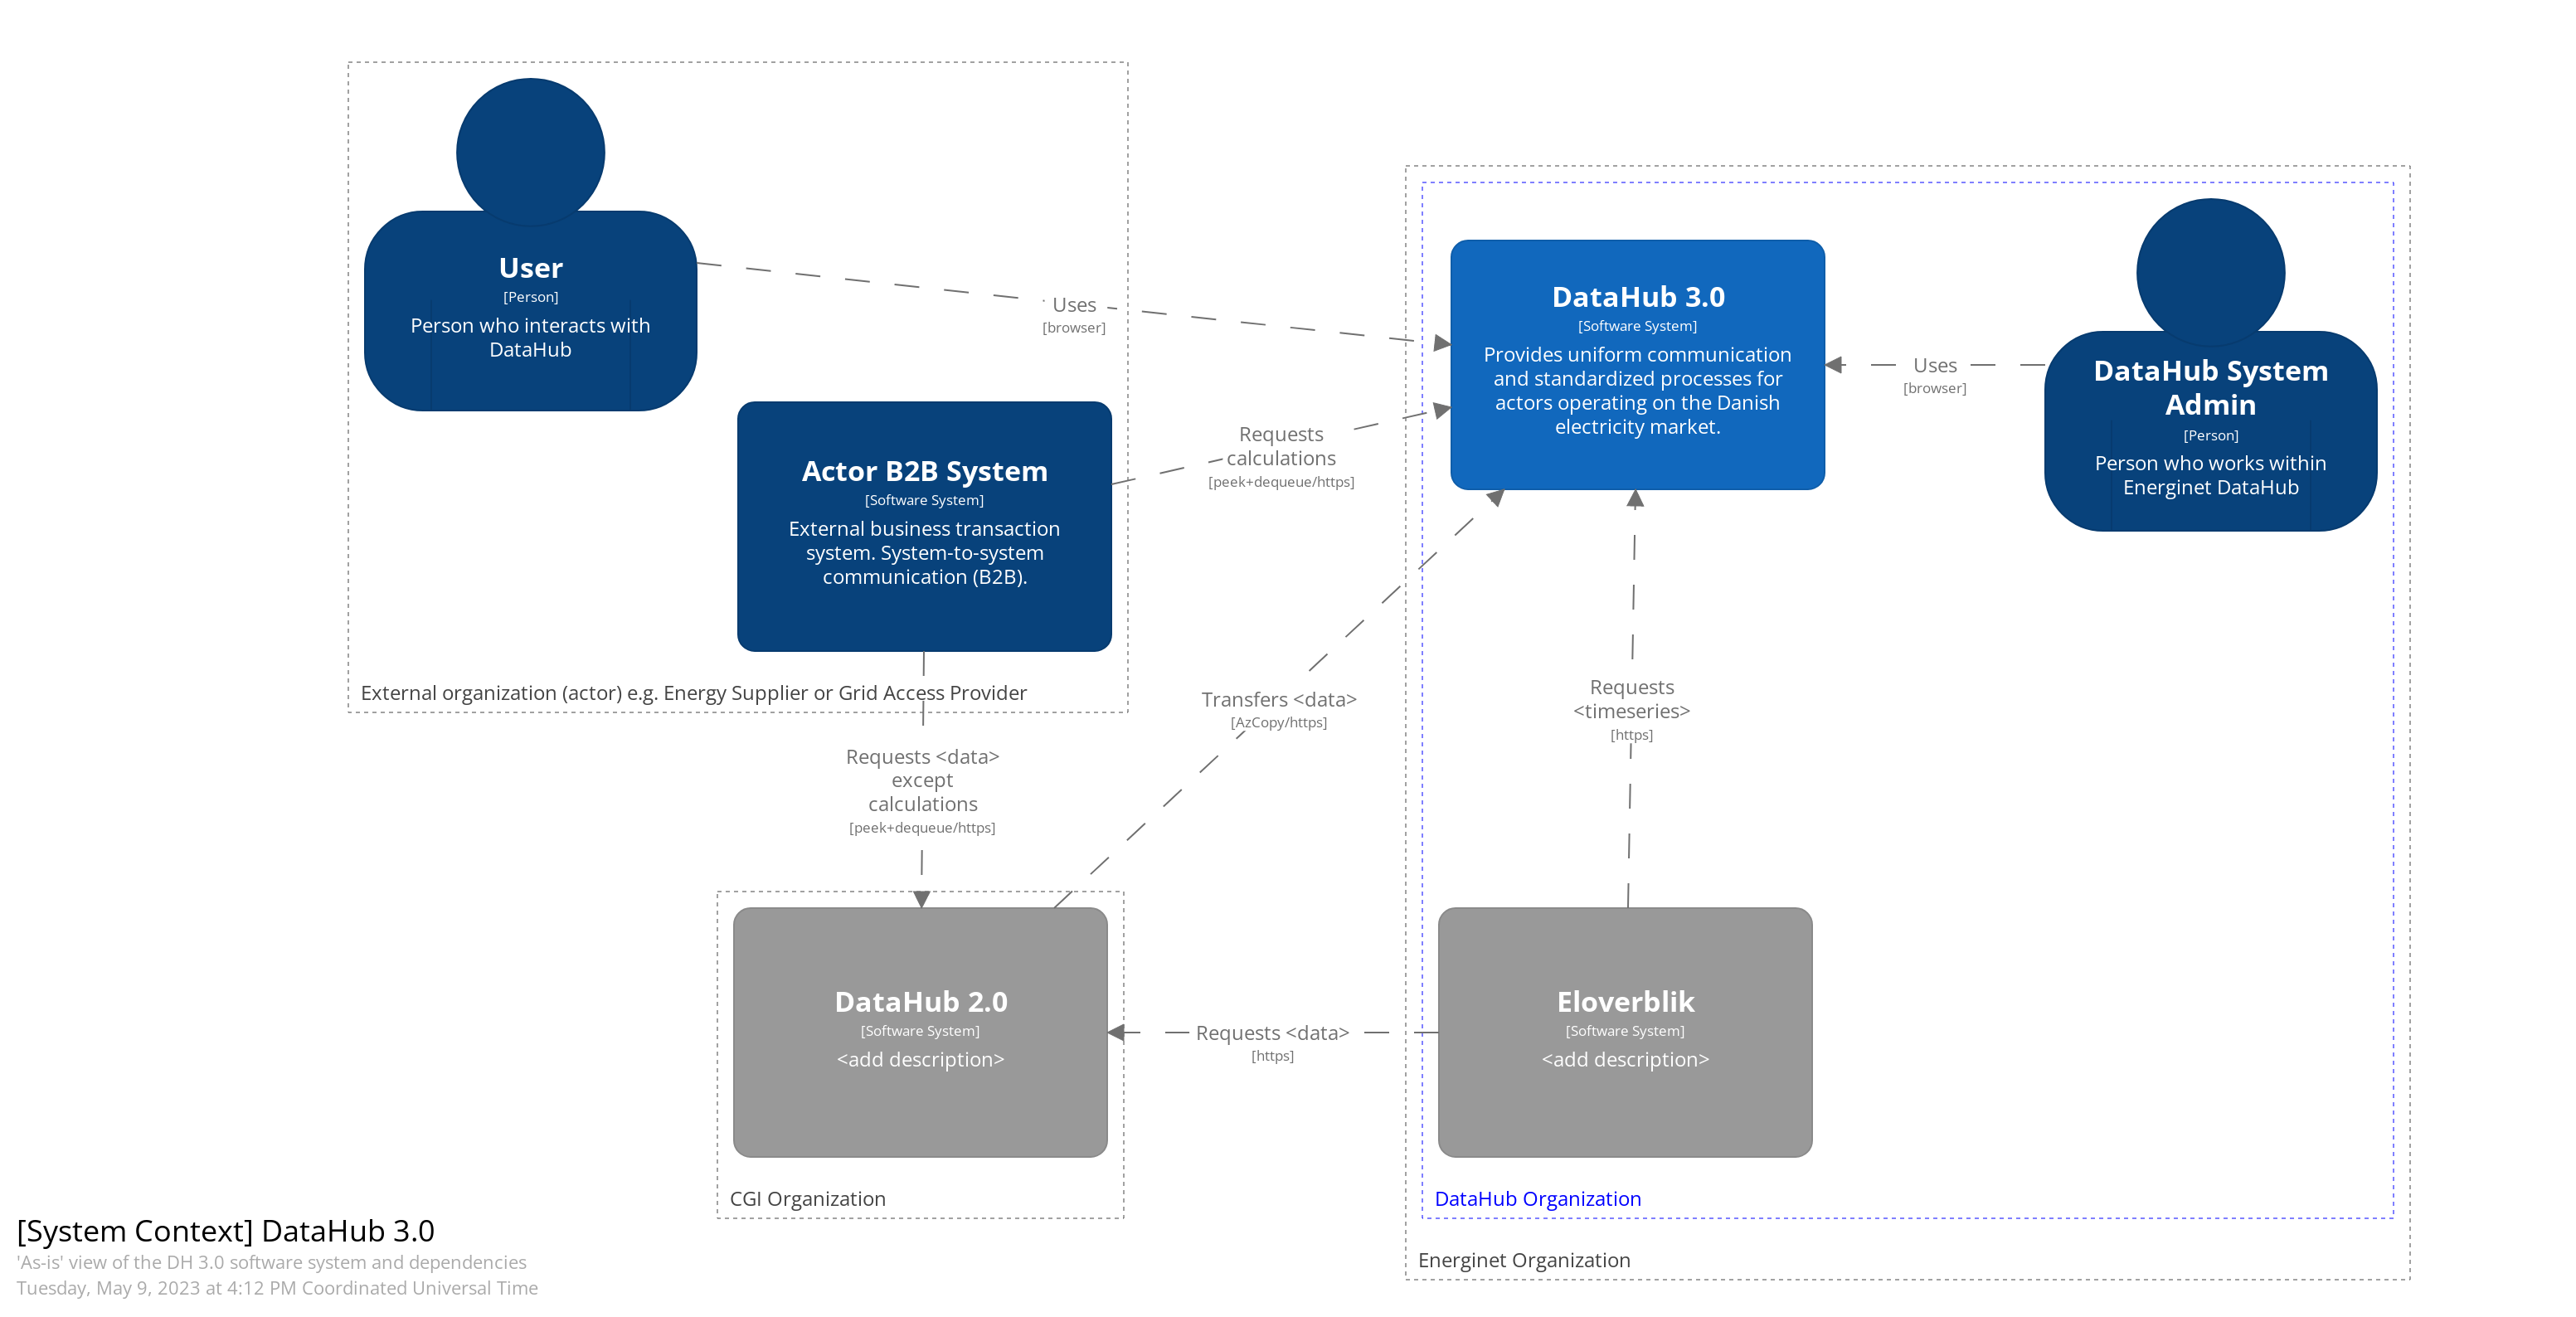 User
[Person]
Person who interacts with
DataHub
Uses
[browser]
DataHub 3.0
[Software System]
Provides uniform communication
and standardized processes for
actors operating on the Danish
electricity market.
Uses
[browser]
DataHub System
Admin
[Person]
Person who works within
Energinet DataHub
Actor B2B System
[Software System]
External business transaction
system. System-to-system
communication (B2B).
Requests
calculations
[peek+dequeue/https]
External organization (actor) e.g. Energy Supplier or Grid Access Provider
Transfers <data>
[AzCopy/https]
Requests
<timeseries>
[https]
Requests <data>
except
calculations
[peek+dequeue/https]
DataHub 2.0
[Software System]
<add description>
Requests <data>
[https]
Eloverblik
[Software System]
<add description>
CGI Organization
DataHub Organization
Energinet Organization
[System Context] DataHub 3.0
'As-is' view of the DH 3.0 software system and dependencies
Tuesday, May 9, 2023 at 4:12 PM Coordinated Universal Time